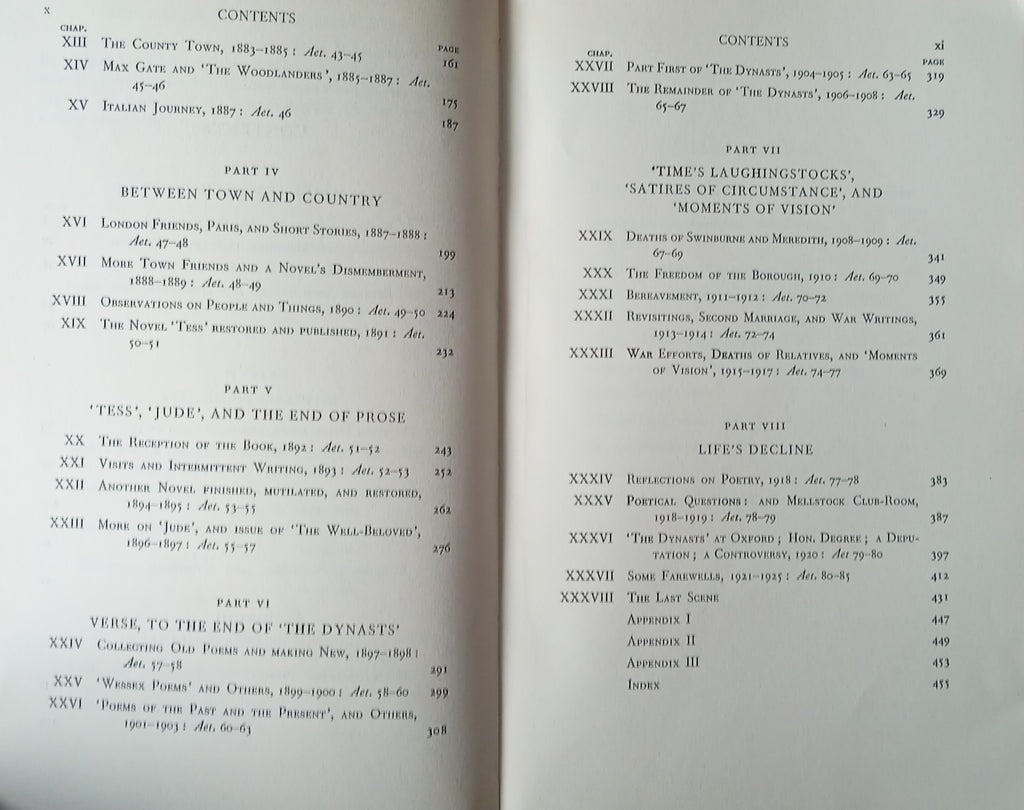 x
CONTENTS
CHAP.
PAGE
XIII The County Town, 1883–1885 : Aet. 43–45 161
XIV Max Gate and 'The Woodlanders', 1885–1887 : Aet.
45–46 175
XV Italian Journey, 1887 : Aet. 46 187
PART IV
BETWEEN TOWN AND COUNTRY
XVI London Friends, Paris, and Short Stories, 1887–1888 :
Aet. 47–48 199
XVII More Town Friends and a Novel's Dismemberment,
1888–1889 : Aet. 48–49 213
XVIII Observations on People and Things, 1890 : Aet. 49–50 224
XIX The Novel 'Tess' restored and published, 1891 : Aet.
50–51 232
PART V
'TESS', 'JUDE', AND THE END OF PROSE
XX The Reception of the Book, 1892 : Aet. 51–52 243
XXI Visits and Intermittent Writing, 1893 : Aet. 52–53 252
XXII Another Novel finished, mutilated, and restored,
1894–1895 : Aet. 53–55 262
XXIII More on 'Jude', and issue of 'The Well-Beloved',
1896–1897 : Aet. 55–57 276
PART VI
VERSE, TO THE END OF 'THE DYNASTS'
XXIV Collecting Old Poems and making New, 1897–1898 :
Aet. 57–58 291
XXV 'Wessex Poems' and Others, 1899–1900 : Aet. 58–60 299
XXVI 'Poems of the Past and the Present', and Others,
1901–1903 : Aet. 60–63 308
CONTENTS
xi
CHAP.
PAGE
XXVII Part First of 'The Dynasts', 1904–1905 : Aet. 63–65 319
XXVIII The Remainder of 'The Dynasts', 1906–1908 : Aet.
65–67 329
PART VII
'TIME'S LAUGHINGSTOCKS',
'SATIRES OF CIRCUMSTANCE', AND
'MOMENTS OF VISION'
XXIX Deaths of Swinburne and Meredith, 1908–1909 : Aet.
67–69 341
XXX The Freedom of the Borough, 1910 : Aet. 69–70 349
XXXI Bereavement, 1911–1912 : Aet. 70–72 355
XXXII Revisitings, Second Marriage, and War Writings,
1913–1914 : Aet. 72–74 361
XXXIII War Efforts, Deaths of Relatives, and 'Moments
of Vision', 1915–1917 : Aet. 74–77 369
PART VIII
LIFE'S DECLINE
XXXIV Reflections on Poetry, 1918 : Aet. 77–78 383
XXXV Poetical Questions : and Mellstock Club-Room,
1918–1919 : Aet. 78–79 387
XXXVI 'The Dynasts' at Oxford ; Hon. Degree ; a Depu-
tation ; a Controversy, 1920 : Aet 79–80 397
XXXVII Some Farewells, 1921–1925 : Aet. 80–85 412
XXXVIII The Last Scene 431
Appendix I 447
Appendix II 449
Appendix III 453
Index 455